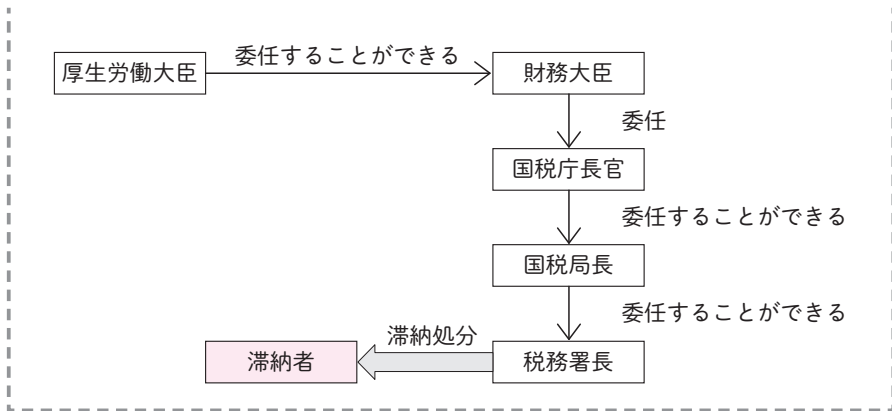 委任することができる
厚生労働大臣
財務大臣
委任
国税庁長官
委任することができる
国税局長
委任することができる
滞納処分
滞納者
税務署長